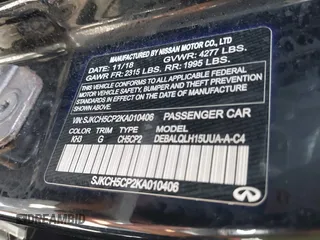 MANUFACTURED BY NISSAN MOTOR CO., LTD.
DATE: 11/18 GVWR: 4277 LBS.
GAWR FR: 2315 LBS. RR: 1995 LBS.
THIS VEHICLE CONFORMS TO ALL APPLICABLE
FEDERAL MOTOR VEHICLE SAFETY, BUMPER,
AND THEFT PREVENTION STANDARDS IN
EFFECT ON THE DATE OF MANUFACTURE
SHOWN ABOVE.
VIN: SJKCH5CP2KA010406 PASSENGER CAR
COLOR TRIM MODEL TYPE
KH3 G CH5CP2 DEBALQLH15UUA-A-C4
SJKCH5CP2KA010406
INFINITI
DREAMBID